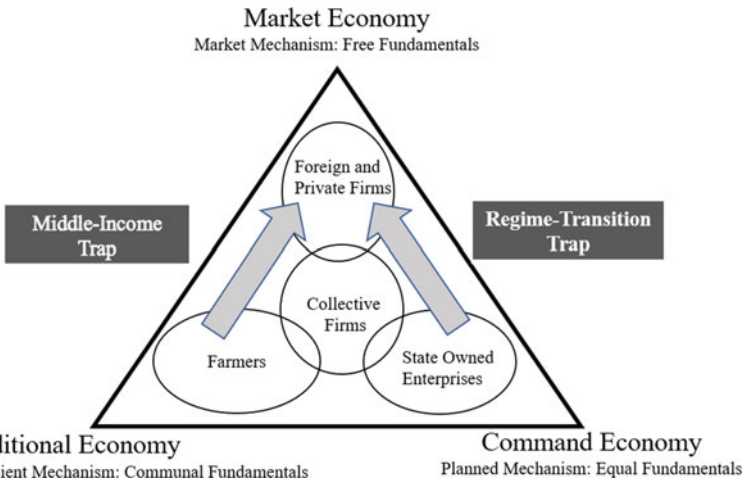 Market Economy
Market Mechanism: Free Fundamentals
Foreign and
Private Firms
Middle-Income
Trap
Regime-Transition
Trap
Collective
Firms
Farmers
State Owned
Enterprises
ditional Economy
ient Mechanism: Communal Fundamentals
Command Economy
Planned Mechanism: Equal Fundamentals